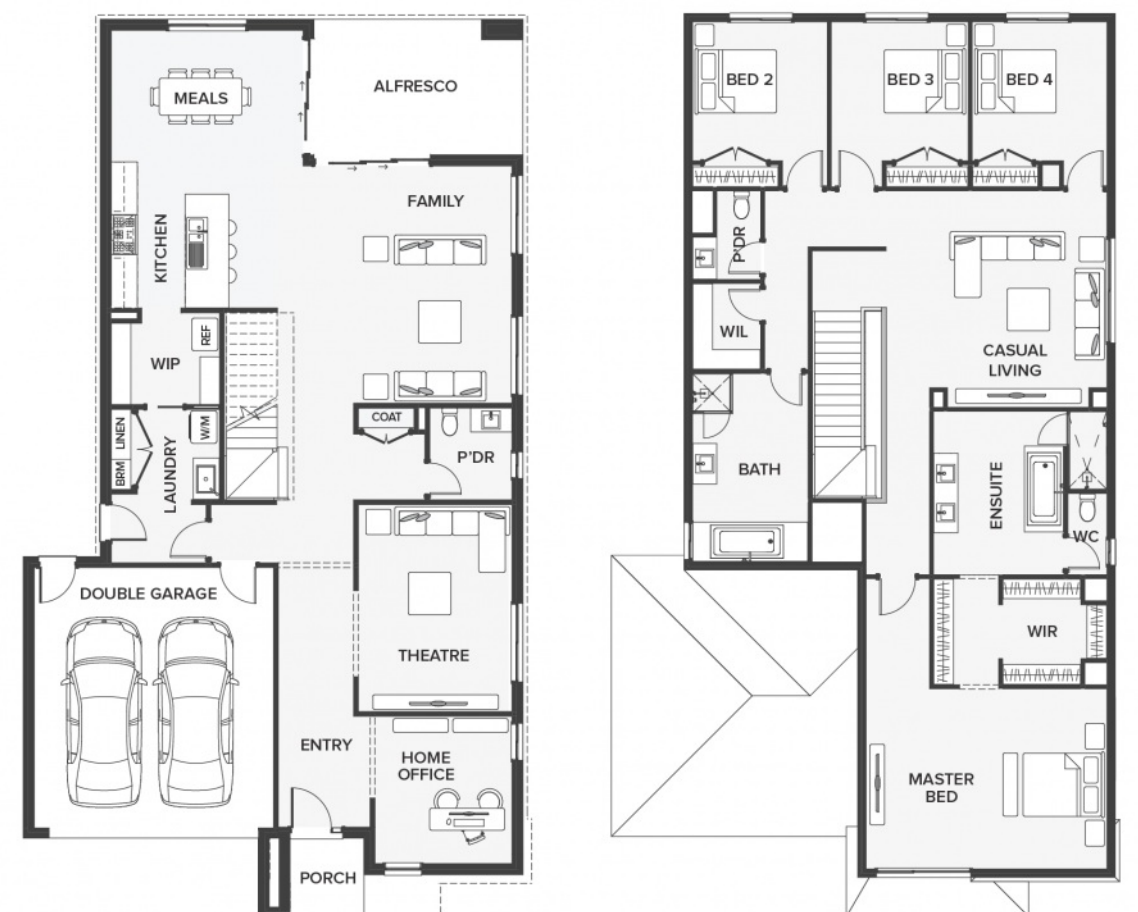 MEALS
ALFRESCO
FAMILY
KITCHEN
REF
WIP
LINEN
BRM
LAUNDRY
W/M
COAT
P'DR
DOUBLE GARAGE
THEATRE
ENTRY
HOME
OFFICE
PORCH
BED 2
BED 3
BED 4
P'DR
WIL
CASUAL
LIVING
BATH
ENSUITE
WC
WIR
MASTER
BED